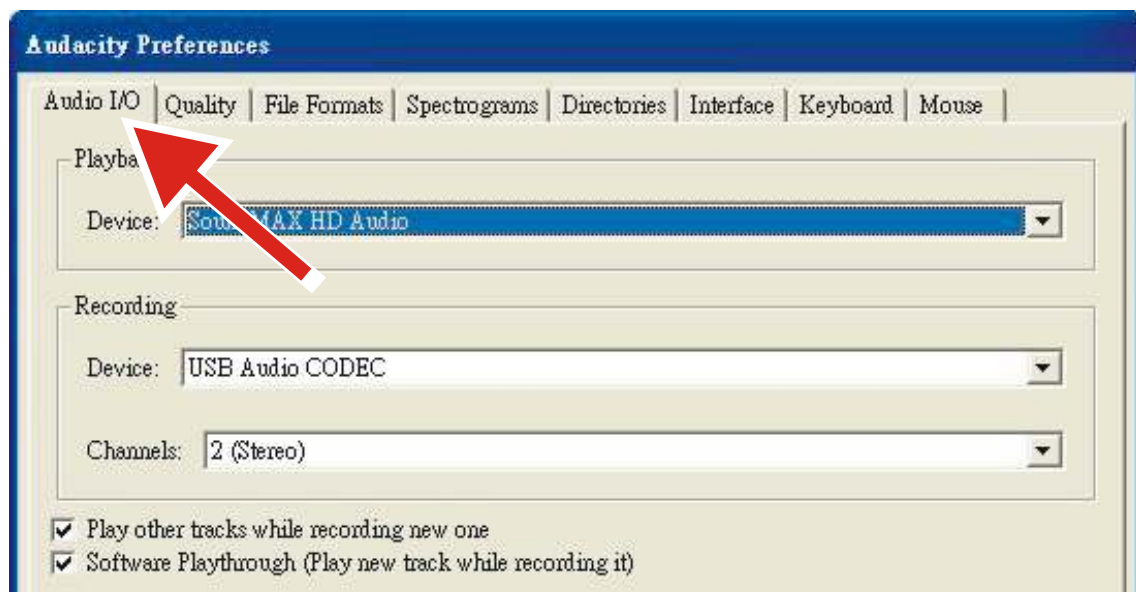 Audacity Preferences
Audio I/O Quality File Formats Spectrograms Directories Interface Keyboard Mouse
Device: HD Audio
Recording
Device: USB Audio CODEC
Channels: 2 (Stereo)
Play other tracks while recording new one
Software Playthrough (Play new track while recording it)